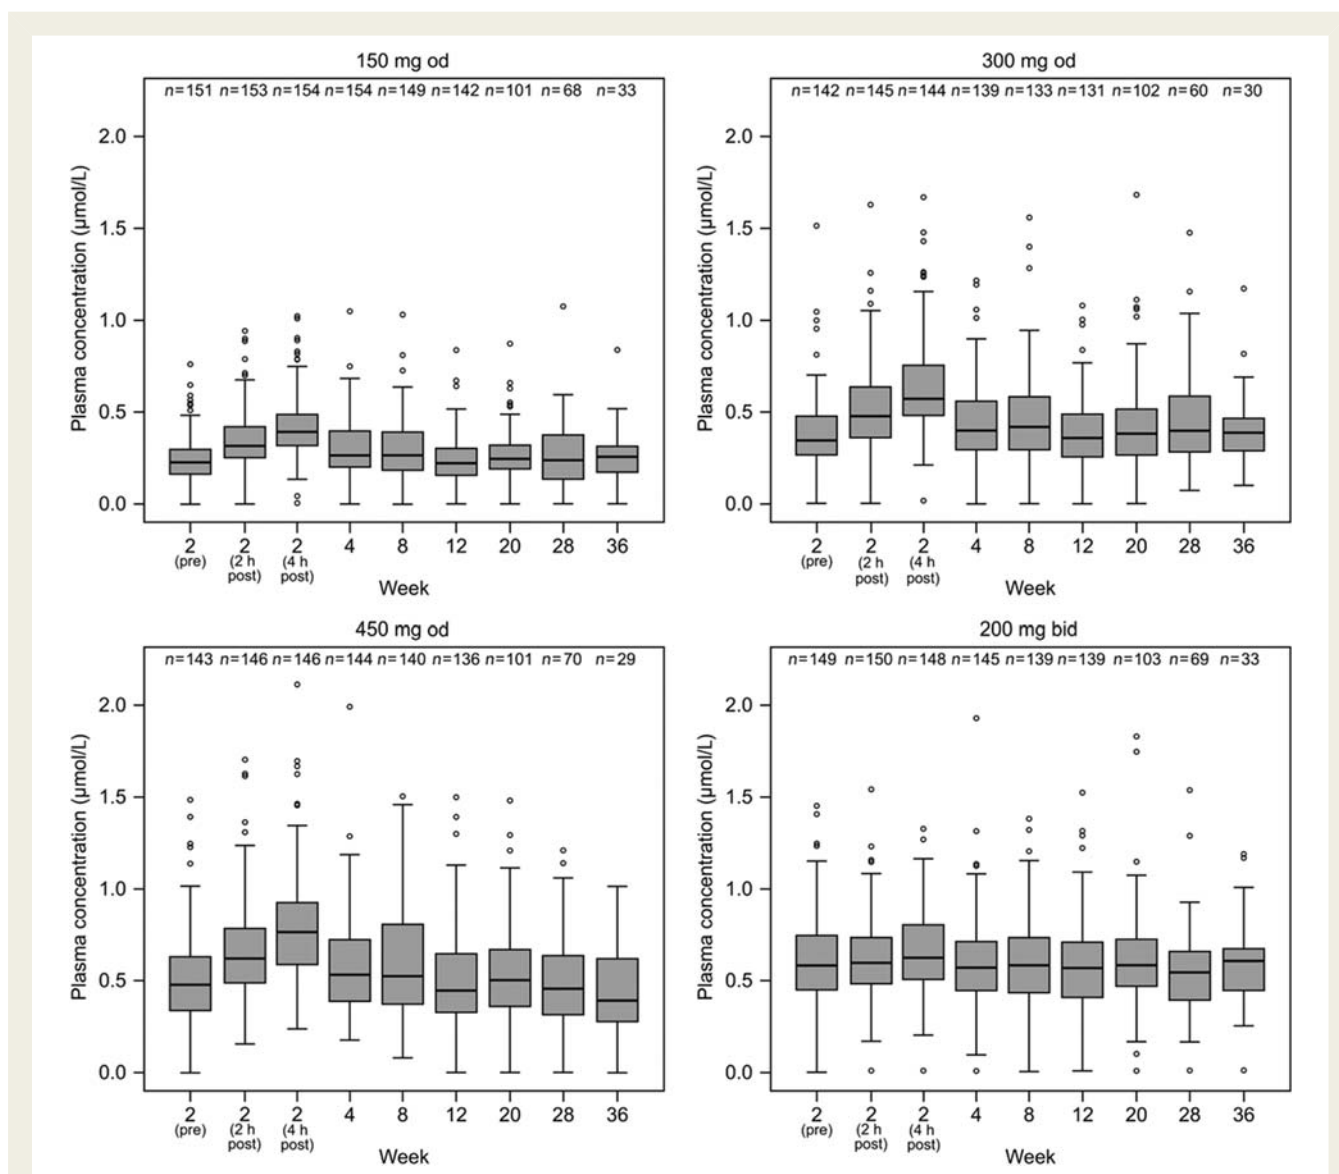 150 mg od
n=151 n=153 n=154 n=154 n=149 n=142 n=101 n=68 n=33
Plasma concentration (µmol/L)
2.0
1.5
1.0
0.5
0.0
2 2 2 4 8 12 20 28 36
(pre) (2 h post) (4 h post)
Week
300 mg od
n=142 n=145 n=144 n=139 n=133 n=131 n=102 n=60 n=30
Plasma concentration (µmol/L)
2.0
1.5
1.0
0.5
0.0
2 2 2 4 8 12 20 28 36
(pre) (2 h post) (4 h post)
Week
450 mg od
n=143 n=146 n=146 n=144 n=140 n=136 n=101 n=70 n=29
Plasma concentration (µmol/L)
2.0
1.5
1.0
0.5
0.0
2 2 2 4 8 12 20 28 36
(pre) (2 h post) (4 h post)
Week
200 mg bid
n=149 n=150 n=148 n=145 n=139 n=139 n=103 n=69 n=33
Plasma concentration (µmol/L)
2.0
1.5
1.0
0.5
0.0
2 2 2 4 8 12 20 28 36
(pre) (2 h post) (4 h post)
Week